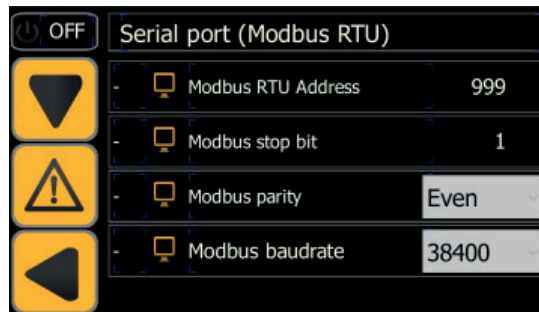 OFF
Serial port (Modbus RTU)
- Modbus RTU Address 999
- Modbus stop bit 1
- Modbus parity Even
- Modbus baudrate 38400